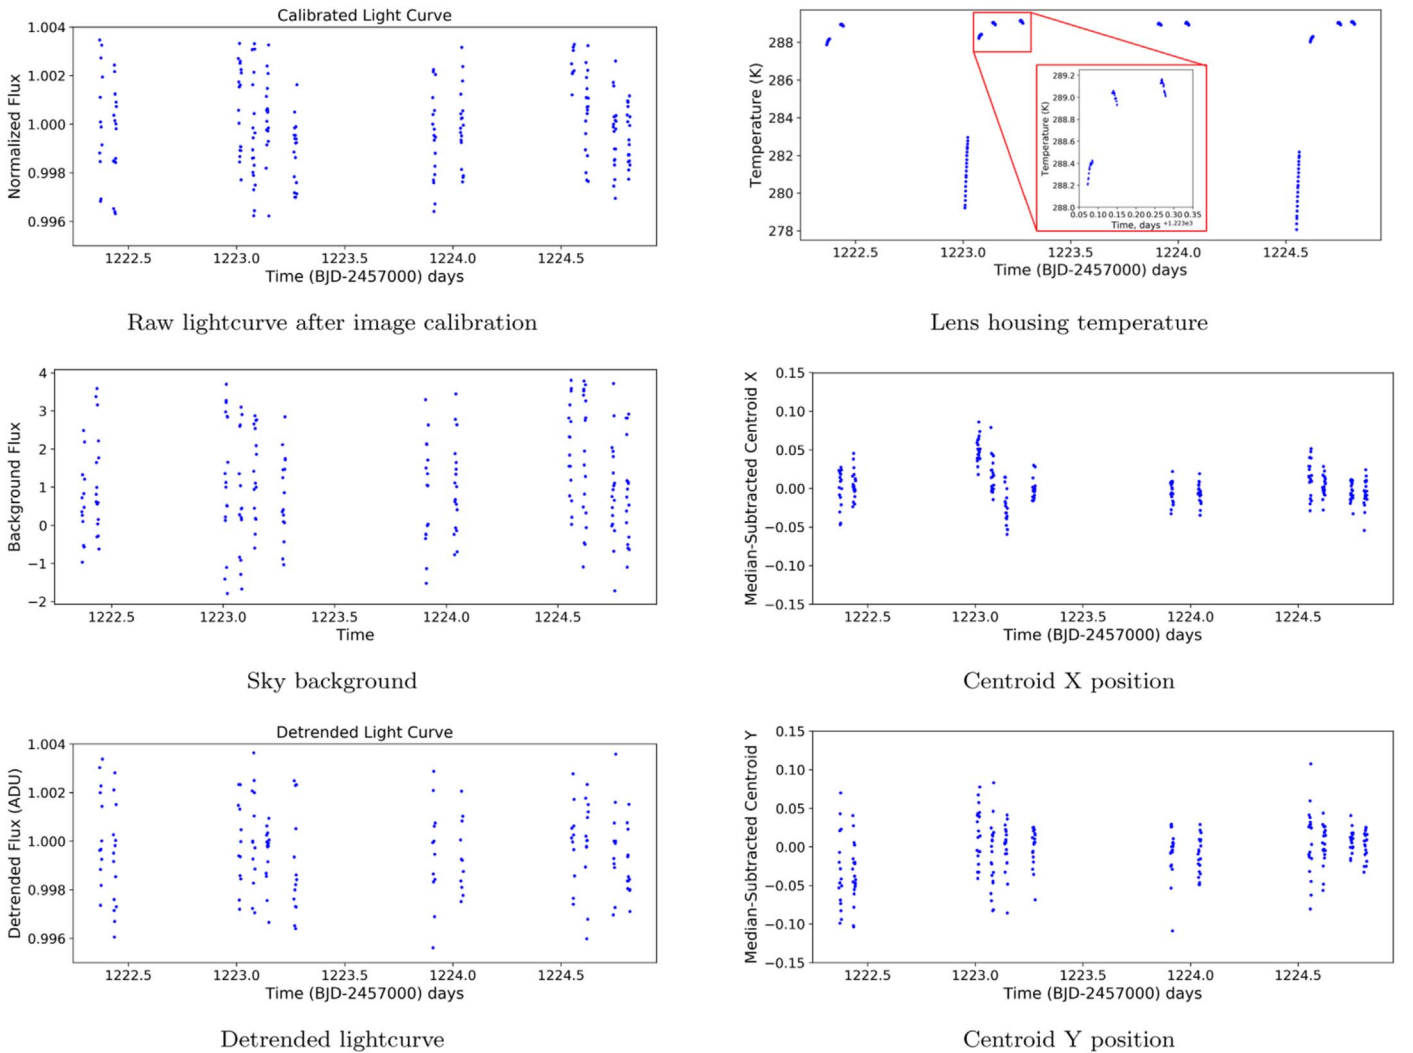 Calibrated Light Curve
1.004
1.002
1.000
0.998
0.996
Normalized Flux
1222.5 1223.0 1223.5 1224.0 1224.5
Time (BJD-2457000) days
Raw lightcurve after image calibration
288
286
284
282
280
278
Temperature (K)
289.2
289.0
288.8
288.6
288.4
288.2
288.0
Temperature (K)
0.05 0.10 0.15 0.20 0.25 0.30 0.35
Time, days +1.223e3
1222.5 1223.0 1223.5 1224.0 1224.5
Time (BJD-2457000) days
Lens housing temperature
4
3
2
1
0
−1
−2
Background Flux
1222.5 1223.0 1223.5 1224.0 1224.5
Time
Sky background
0.15
0.10
0.05
0.00
−0.05
−0.10
−0.15
Median-Subtracted Centroid X
1222.5 1223.0 1223.5 1224.0 1224.5
Time (BJD-2457000) days
Centroid X position
Detrended Light Curve
1.004
1.002
1.000
0.998
0.996
Detrended Flux (ADU)
1222.5 1223.0 1223.5 1224.0 1224.5
Time (BJD-2457000) days
Detrended lightcurve
0.15
0.10
0.05
0.00
−0.05
−0.10
−0.15
Median-Subtracted Centroid Y
1222.5 1223.0 1223.5 1224.0 1224.5
Time (BJD-2457000) days
Centroid Y position